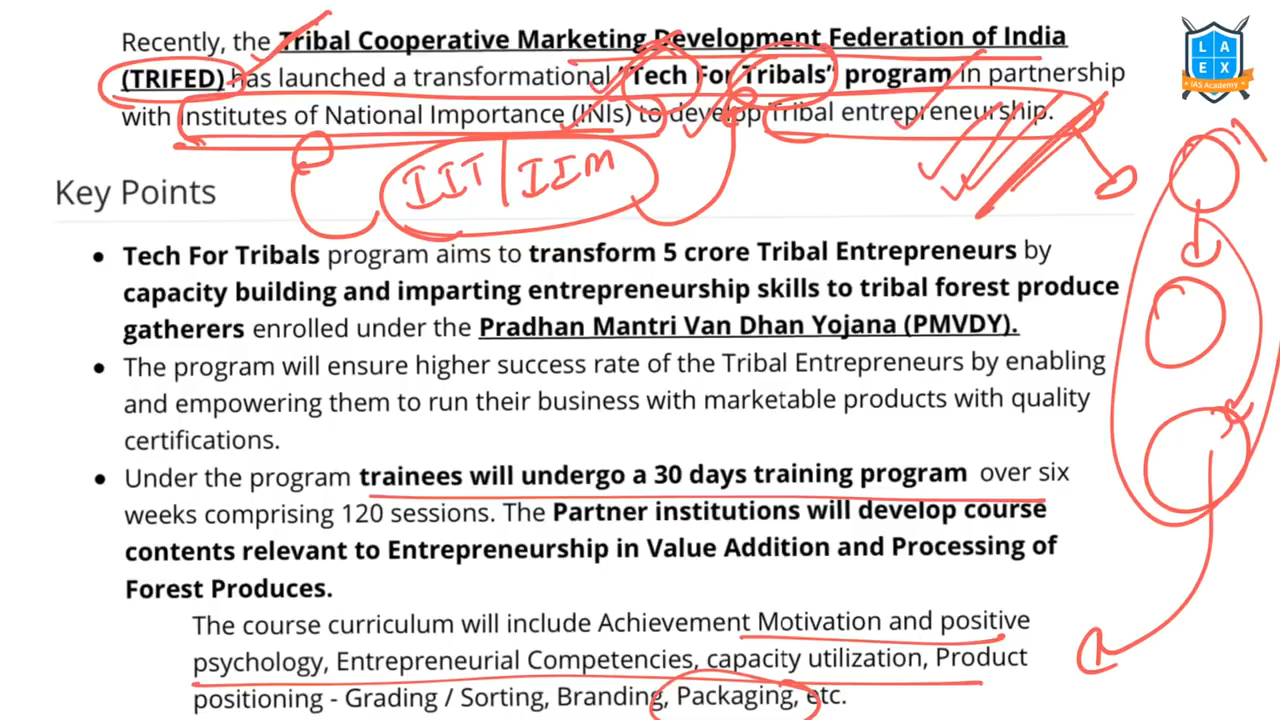 Recently, the Tribal Cooperative Marketing Development Federation of India
(TRIFED) has launched a transformational "Tech For Tribals" program in partnership
with Institutes of National Importance (INIs) to develop Tribal entrepreneurship.
IIT | IIM
Key Points
• Tech For Tribals program aims to transform 5 crore Tribal Entrepreneurs by
capacity building and imparting entrepreneurship skills to tribal forest produce
gatherers enrolled under the Pradhan Mantri Van Dhan Yojana (PMVDY).
• The program will ensure higher success rate of the Tribal Entrepreneurs by enabling
and empowering them to run their business with marketable products with quality
certifications.
• Under the program trainees will undergo a 30 days training program over six
weeks comprising 120 sessions. The Partner institutions will develop course
contents relevant to Entrepreneurship in Value Addition and Processing of
Forest Produces.
The course curriculum will include Achievement Motivation and positive
psychology, Entrepreneurial Competencies, capacity utilization, Product
positioning - Grading / Sorting, Branding, Packaging, etc.
L A
E X
IAS Academy